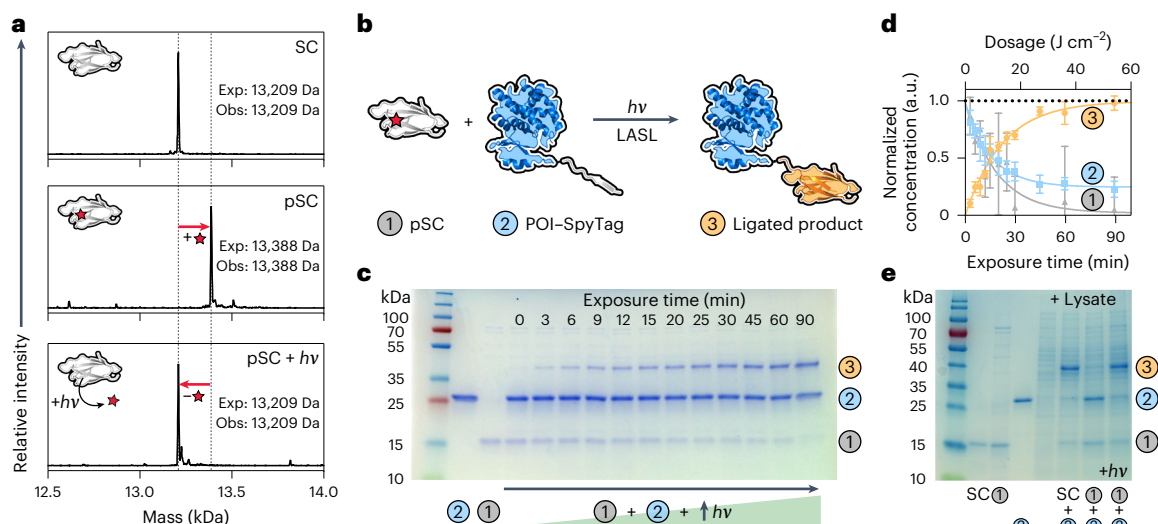 a
SC
Exp: 13,209 Da
Obs: 13,209 Da
pSC
+
Exp: 13,388 Da
Obs: 13,388 Da
pSC + hν
+hν
−
Exp: 13,209 Da
Obs: 13,209 Da
12.5 13.0 13.5 14.0
Mass (kDa)
Relative intensity
b
+
hν
LASL
1 pSC
2 POI–SpyTag
3 Ligated product
c
kDa
Exposure time (min)
0 3 6 9 12 15 20 25 30 45 60 90
100
70
55
35
25
15
10
3
2
1
2 1 1 + 2 + hν
d
Dosage (J cm−2)
0 20 40 60
Normalized
concentration (a.u.)
1.0
0.5
0
3
2
1
0 30 60 90
Exposure time (min)
e
kDa
+ Lysate
100
70
55
40
35
25
15
10
3
2
1
+hν
SC 1 SC 1 1
+ + +
2 2 2 2